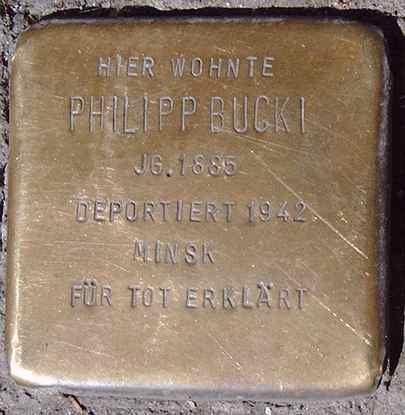 HIER WOHNTE
PHILIPP BUCKI
JG. 1885
DEPORTIERT 1942
MINSK
FÜR TOT ERKLÄRT